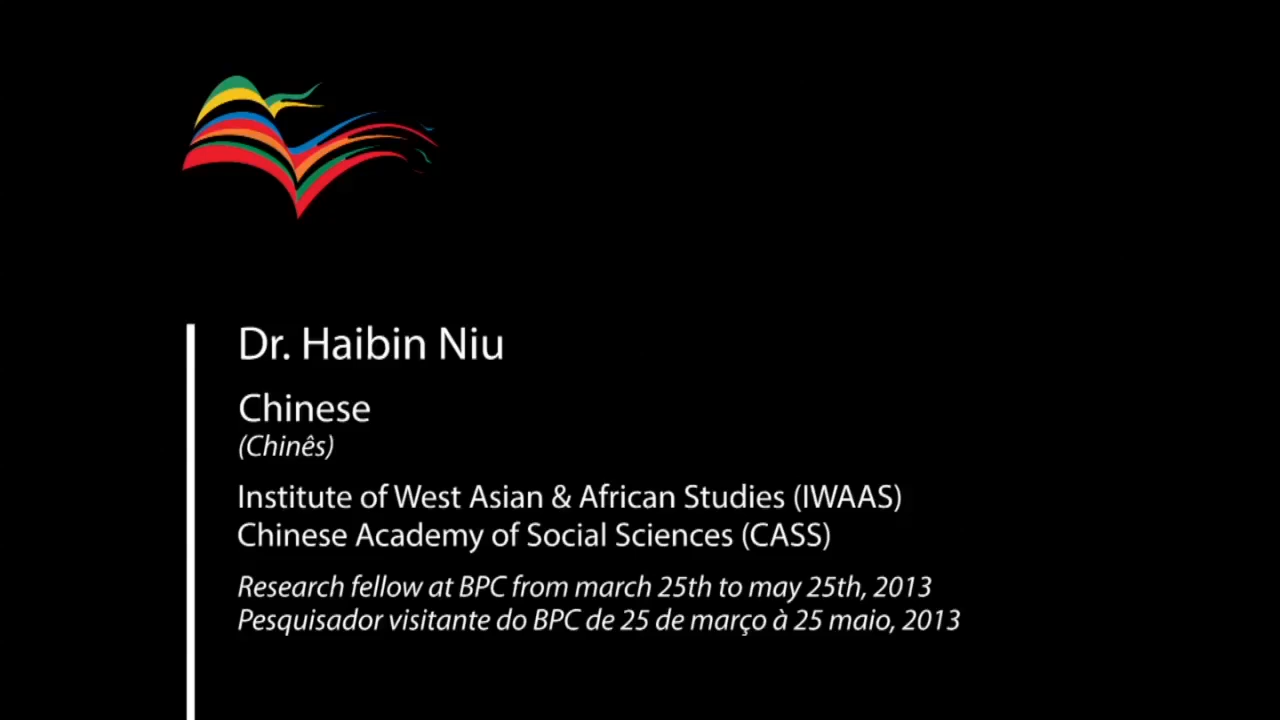 Dr. Haibin Niu
Chinese
(Chinês)
Institute of West Asian & African Studies (IWAAS)
Chinese Academy of Social Sciences (CASS)
Research fellow at BPC from march 25th to may 25th, 2013
Pesquisador visitante do BPC de 25 de março à 25 maio, 2013